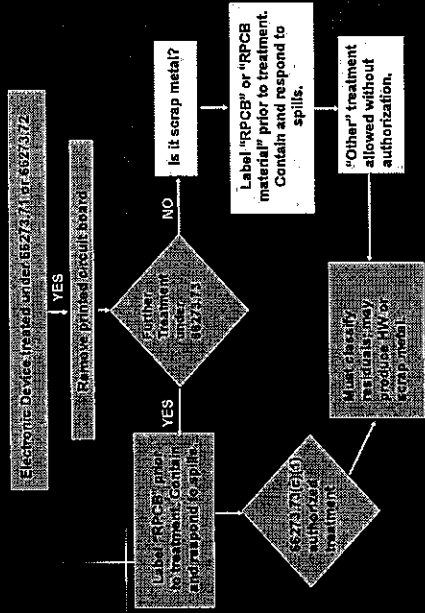 Electronic Device treated under 66273.71 or 66273.72
YES
Remove printed circuit board
Further
Treatment
under
66273.73
YES
NO
Label "RPCB" prior
to treatment. Contain
and respond to spills.
authorized
treatment
Is it scrap metal?
Label "RPCB" or "RPCB
material" prior to treatment.
Contain and respond to
spills.
"Other" treatment
allowed without
authorization.
Must classify
residuals may
produce HW or
scrap metal.